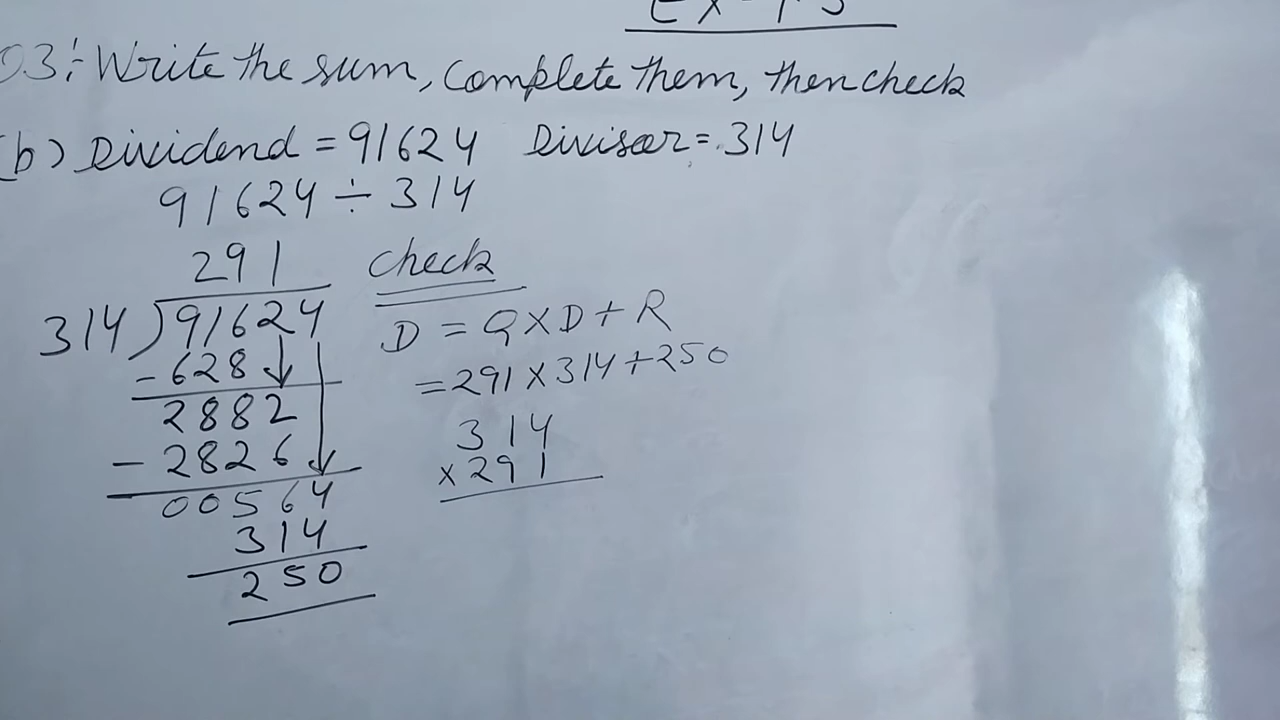 Q3:- Write the sum, Complete them, then check
(b) Dividend = 91624 Divisor = 314
91624 ÷ 314
291
314 ) 91624
- 628
2882
- 2826
00564
314
250
Check
D = Q X D + R
= 291 X 314 + 250
314
x 291